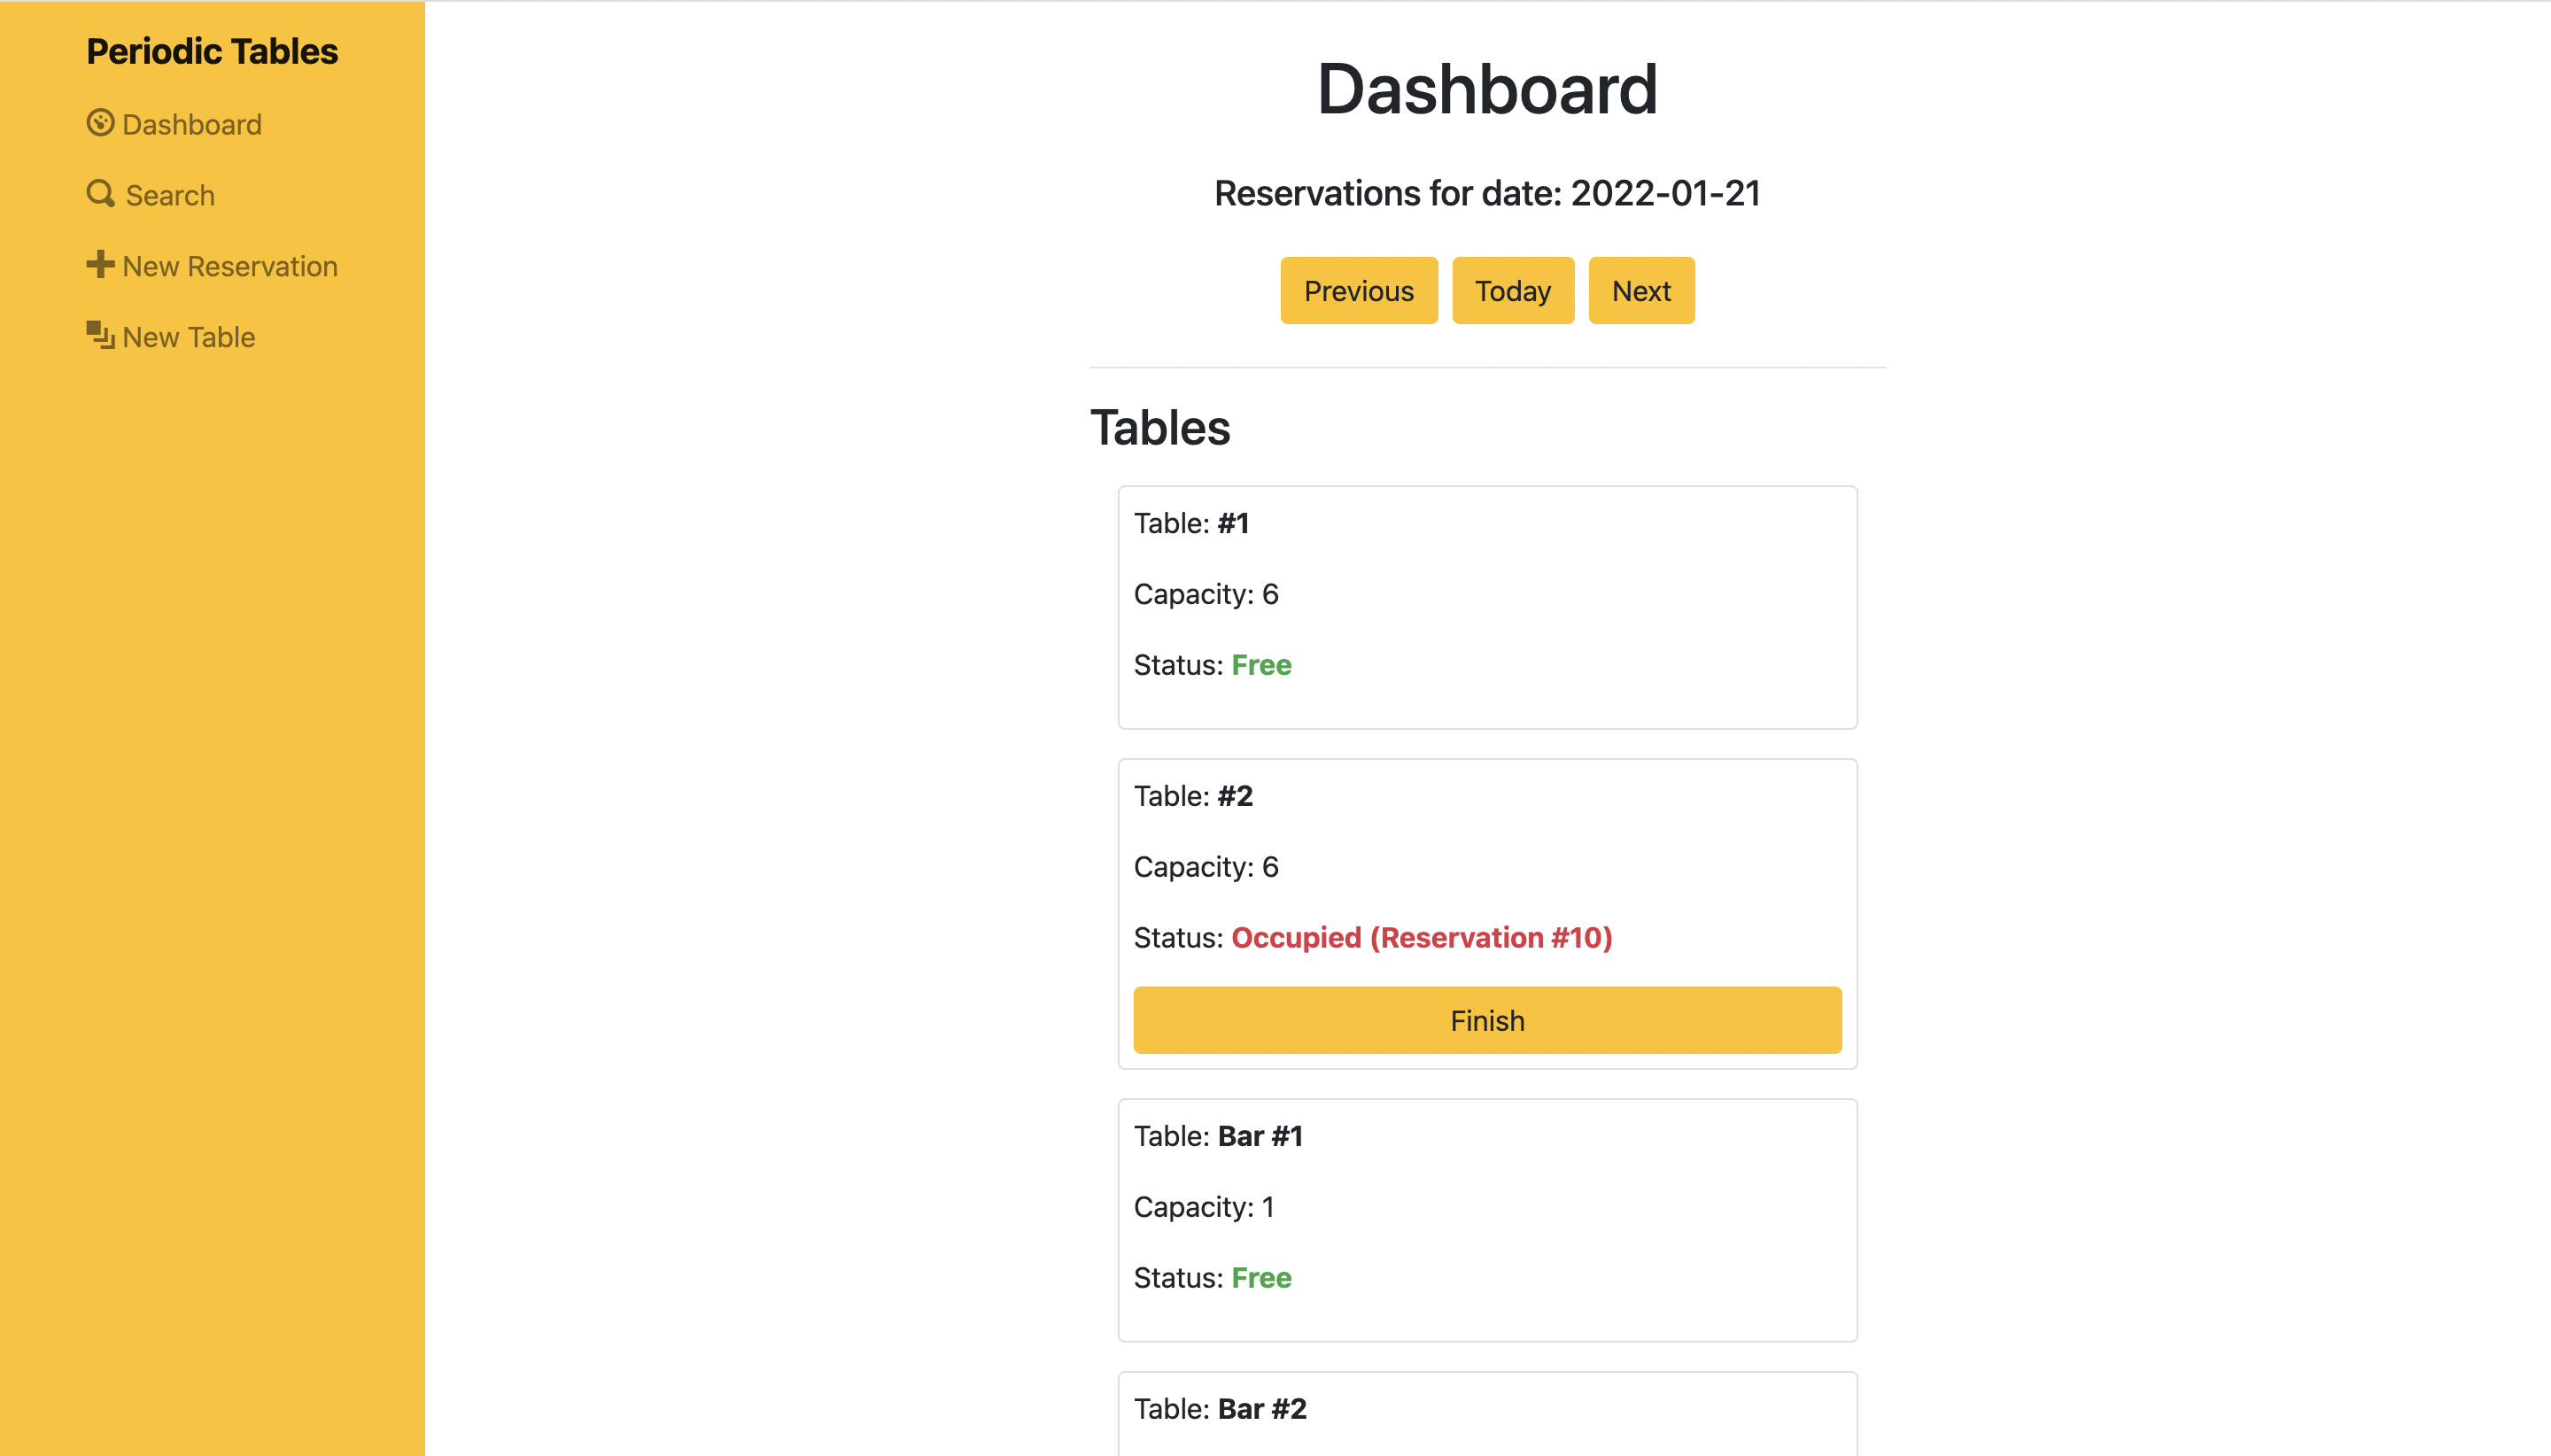 Periodic Tables
Dashboard
Search
New Reservation
New Table
Dashboard
Reservations for date: 2022-01-21
Previous Today Next
Tables
Table: #1
Capacity: 6
Status: Free
Table: #2
Capacity: 6
Status: Occupied (Reservation #10)
Finish
Table: Bar #1
Capacity: 1
Status: Free
Table: Bar #2